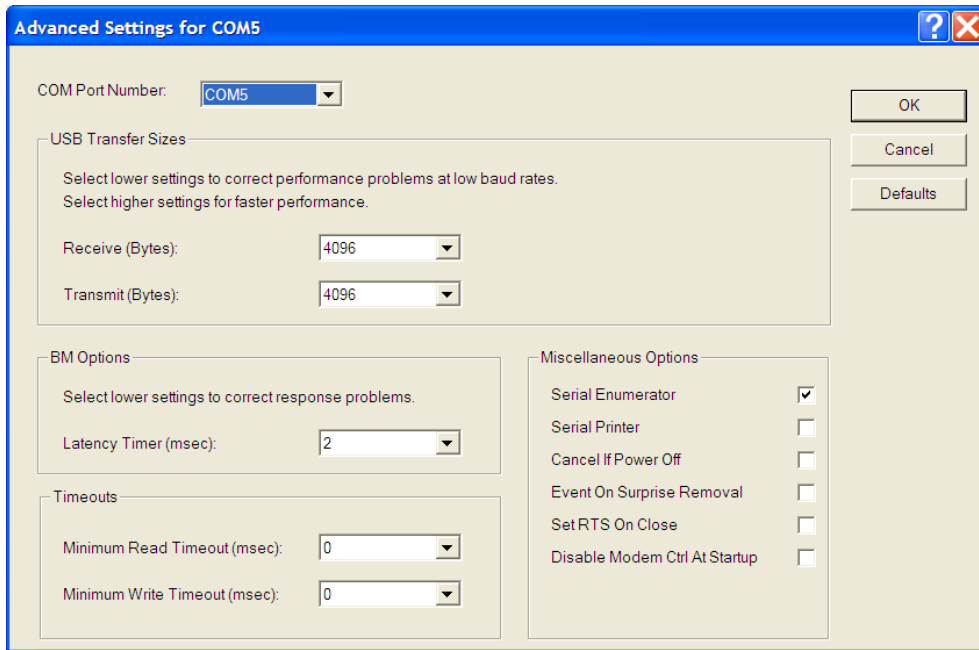 Advanced Settings for COM5
COM Port Number: COM5
OK
USB Transfer Sizes
Cancel
Select lower settings to correct performance problems at low baud rates.
Defaults
Select higher settings for faster performance.
Receive (Bytes): 4096
Transmit (Bytes): 4096
BM Options
Select lower settings to correct response problems.
Latency Timer (msec): 2
Timeouts
Minimum Read Timeout (msec): 0
Minimum Write Timeout (msec): 0
Miscellaneous Options
Serial Enumerator
Serial Printer
Cancel If Power Off
Event On Surprise Removal
Set RTS On Close
Disable Modem Ctrl At Startup